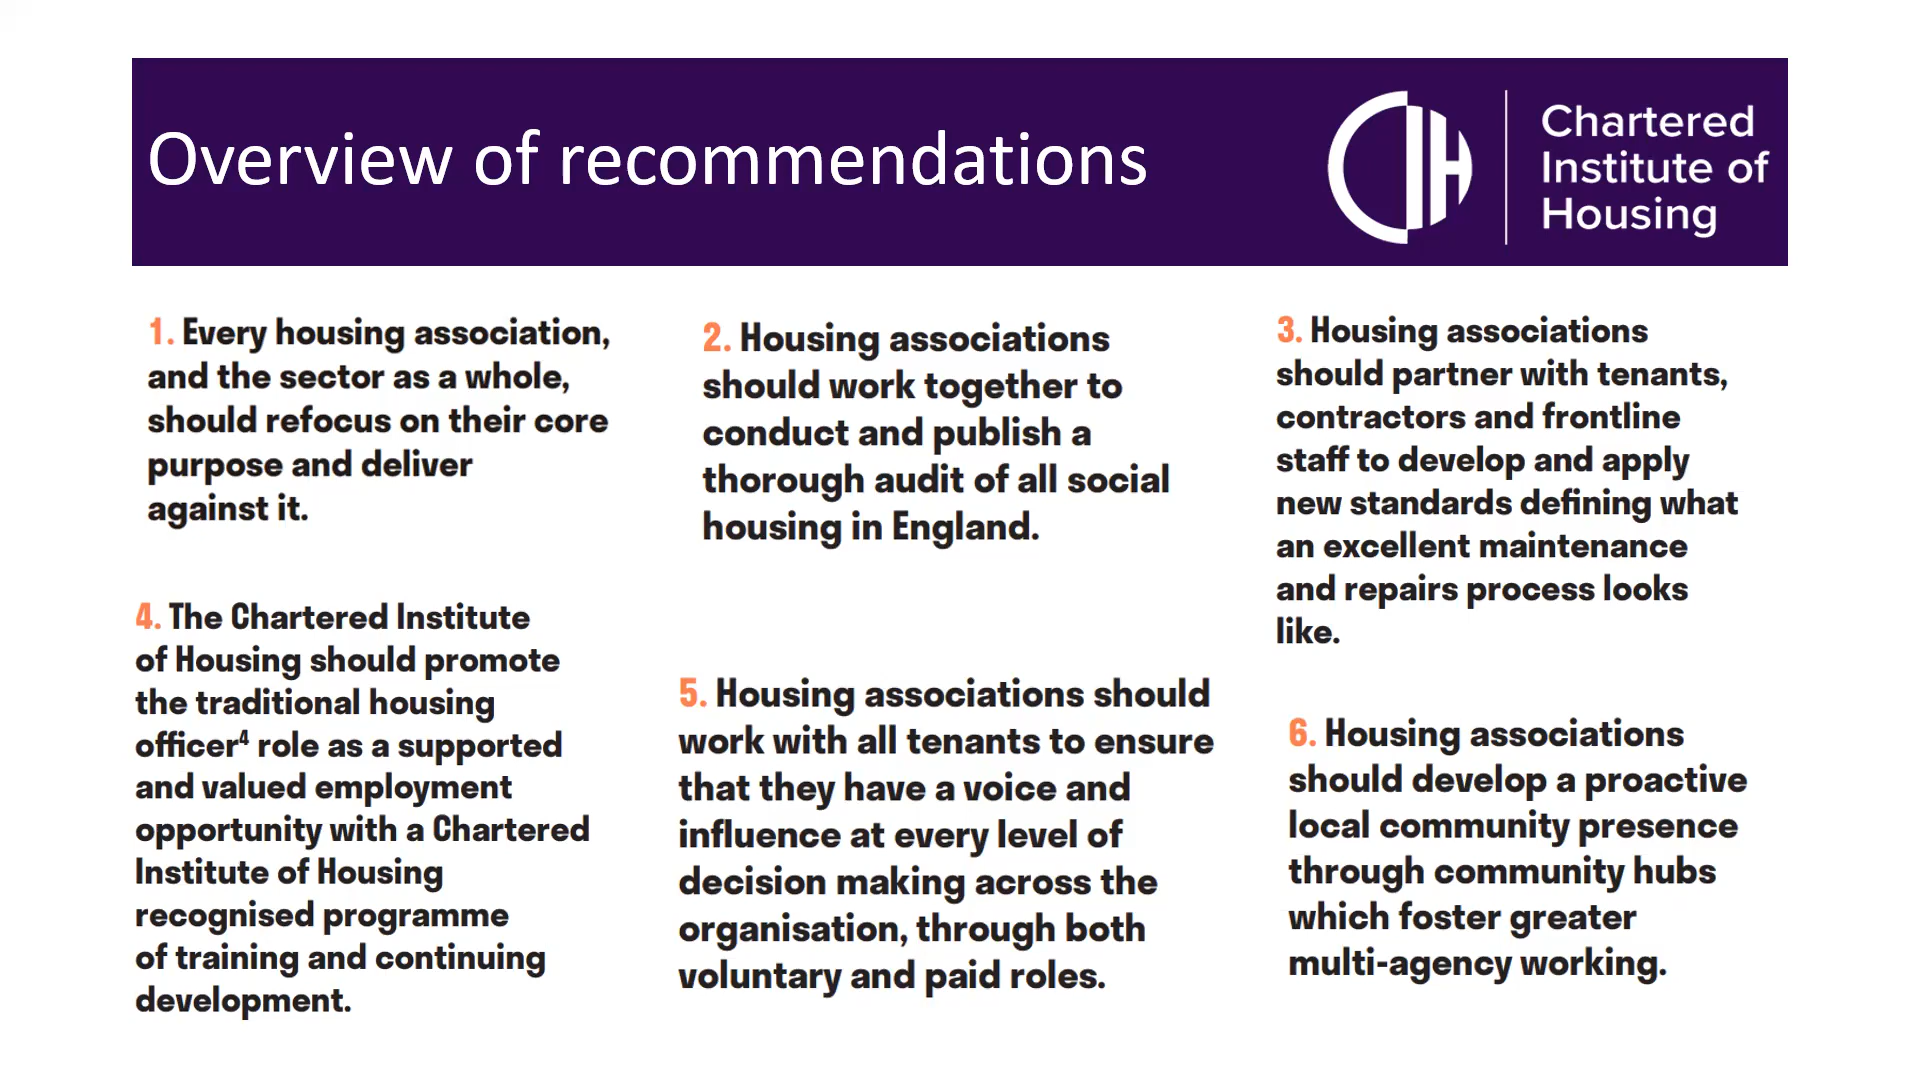 Overview of recommendations
CIH
Chartered
Institute of
Housing
1. Every housing association,
and the sector as a whole,
should refocus on their core
purpose and deliver
against it.
2. Housing associations
should work together to
conduct and publish a
thorough audit of all social
housing in England.
3. Housing associations
should partner with tenants,
contractors and frontline
staff to develop and apply
new standards defining what
an excellent maintenance
and repairs process looks
like.
4. The Chartered Institute
of Housing should promote
the traditional housing
officer⁴ role as a supported
and valued employment
opportunity with a Chartered
Institute of Housing
recognised programme
of training and continuing
development.
5. Housing associations should
work with all tenants to ensure
that they have a voice and
influence at every level of
decision making across the
organisation, through both
voluntary and paid roles.
6. Housing associations
should develop a proactive
local community presence
through community hubs
which foster greater
multi-agency working.